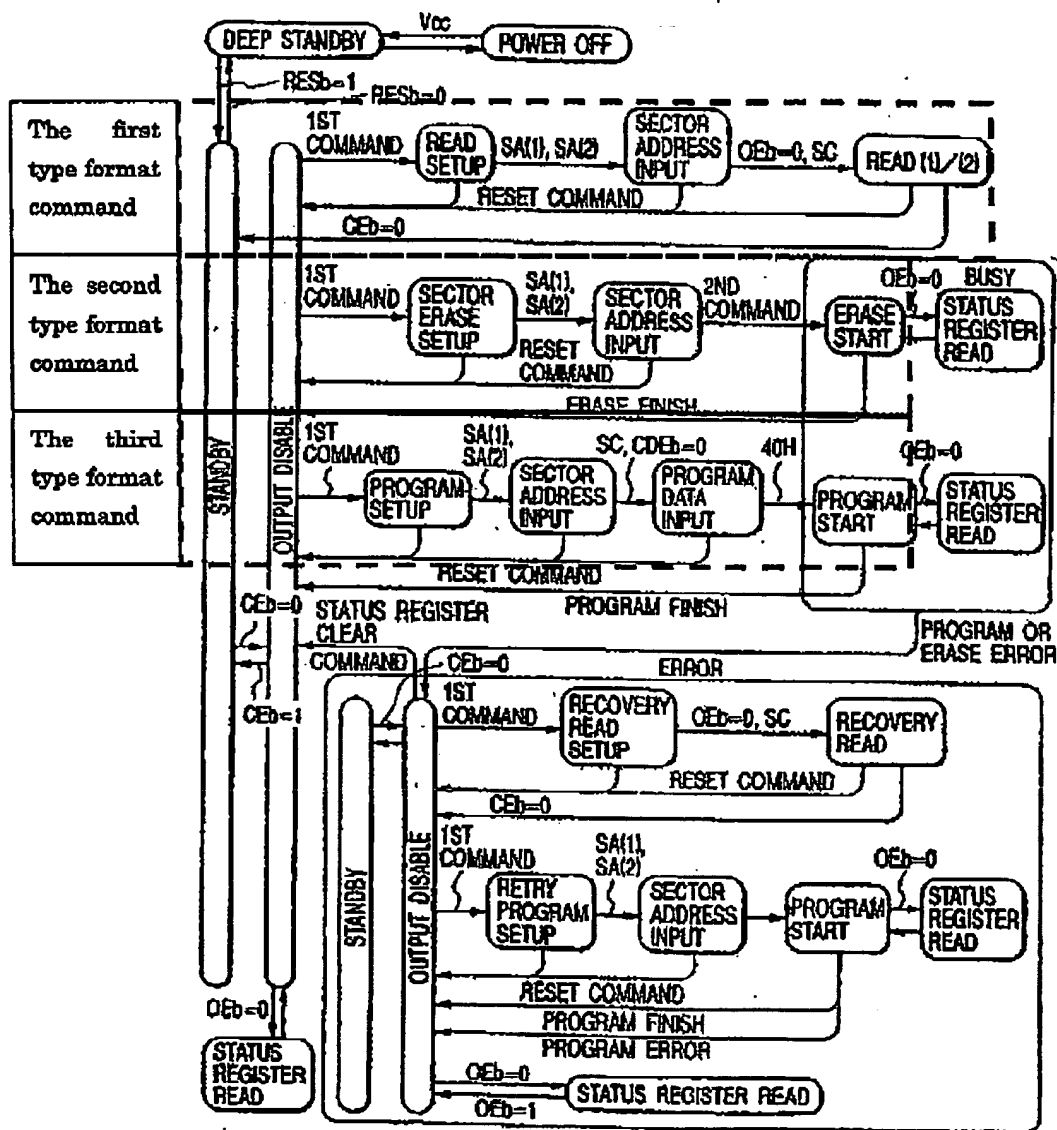 Vcc
DEEP STANDBY
POWER OFF
RESb=1
RESb=0
The first
type format
command
1ST
COMMAND
READ
SETUP
SA(1), SA(2)
SECTOR
ADDRESS
INPUT
OEb=0, SC
READ (1)/(2)
RESET COMMAND
CEb=0
The second
type format
command
1ST
COMMAND
SECTOR
ERASE
SETUP
SA(1),
SA(2)
SECTOR
ADDRESS
INPUT
2ND
COMMAND
ERASE
START
OEb=0
BUSY
STATUS
REGISTER
READ
RESET
COMMAND
ERASE FINISH
The third
type format
command
STANDBY
OUTPUT DISABLE
1ST
COMMAND
PROGRAM
SETUP
SA(1),
SA(2)
SECTOR
ADDRESS
INPUT
SC, CDEb=0
PROGRAM
DATA
INPUT
40H
PROGRAM
START
OEb=0
STATUS
REGISTER
READ
RESET COMMAND
PROGRAM FINISH
CEb=0
CEb=1
STATUS REGISTER
CLEAR
COMMAND
CEb=0
ERROR
PROGRAM OR
ERASE ERROR
STANDBY
OUTPUT DISABLE
1ST
COMMAND
RECOVERY
READ
SETUP
OEb=0, SC
RECOVERY
READ
RESET COMMAND
CEb=0
1ST
COMMAND
RETRY
PROGRAM
SETUP
SA(1),
SA(2)
SECTOR
ADDRESS
INPUT
PROGRAM
START
OEb=0
STATUS
REGISTER
READ
RESET COMMAND
PROGRAM FINISH
PROGRAM ERROR
OEb=0
STATUS
REGISTER
READ
OEb=0
OEb=1
STATUS REGISTER READ